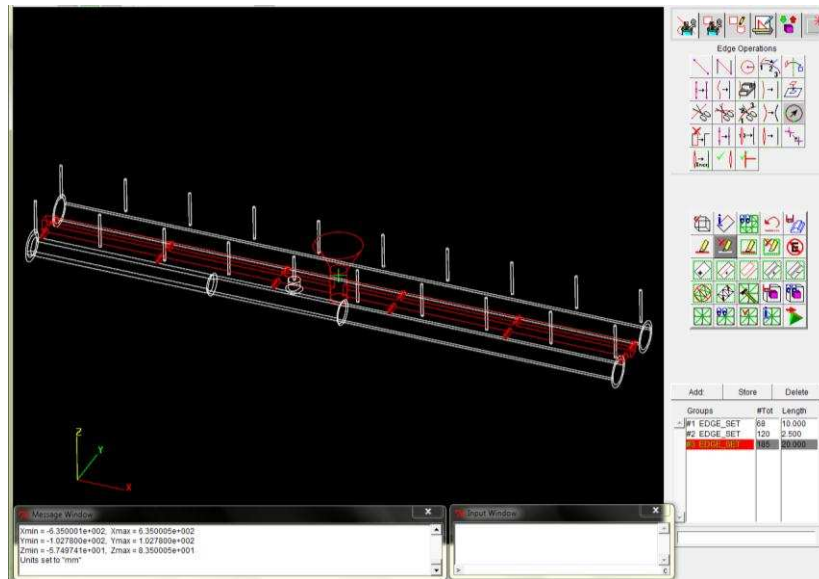 Edge Operations
Z
Y
X
Add:
Store
Delete
Groups
#Tot
Length
#1 EDGE_SET
68
10.000
#2 EDGE_SET
120
2.500
#3 EDGE_SET
185
20.000
Message Window
x
Xmin = -6.350001e+002, Xmax = 6.350005e+002
Ymin = -1.027800e+002, Ymax = 1.027800e+002
Zmin = -5.749741e+001, Zmax = 8.350000e+001
Units set to "mm"
Input Window
x
>
c